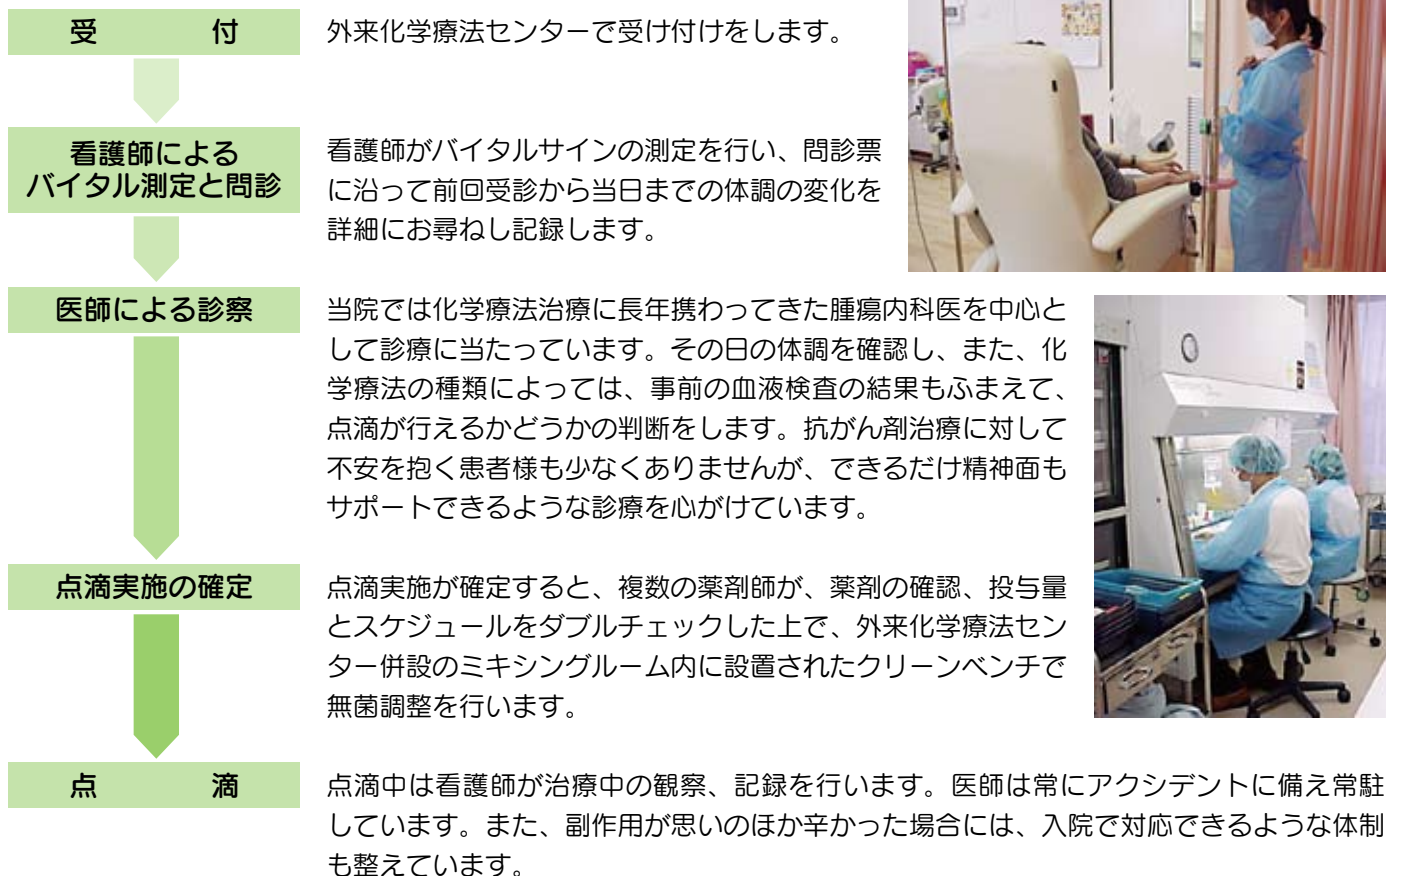 受　付
外来化学療法センターで受け付けをします。
看護師による
バイタル測定と問診
看護師がバイタルサインの測定を行い、問診票
に沿って前回受診から当日までの体調の変化を
詳細にお尋ねし記録します。
医師による診察
当院では化学療法治療に長年携わってきた腫瘍内科医を中心と
して診療に当たっています。その日の体調を確認し、また、化
学療法の種類によっては、事前の血液検査の結果もふまえて、
点滴が行えるかどうかの判断をします。抗がん剤治療に対して
不安を抱く患者様も少なくありませんが、できるだけ精神面も
サポートできるような診療を心がけています。
点滴実施の確定
点滴実施が確定すると、複数の薬剤師が、薬剤の確認、投与量
とスケジュールをダブルチェックした上で、外来化学療法セン
ター併設のミキシングルーム内に設置されたクリーンベンチで
無菌調整を行います。
点　滴
点滴中は看護師が治療中の観察、記録を行います。医師は常にアクシデントに備え常駐
しています。また、副作用が思いのほか辛かった場合には、入院で対応できるような体制
も整えています。